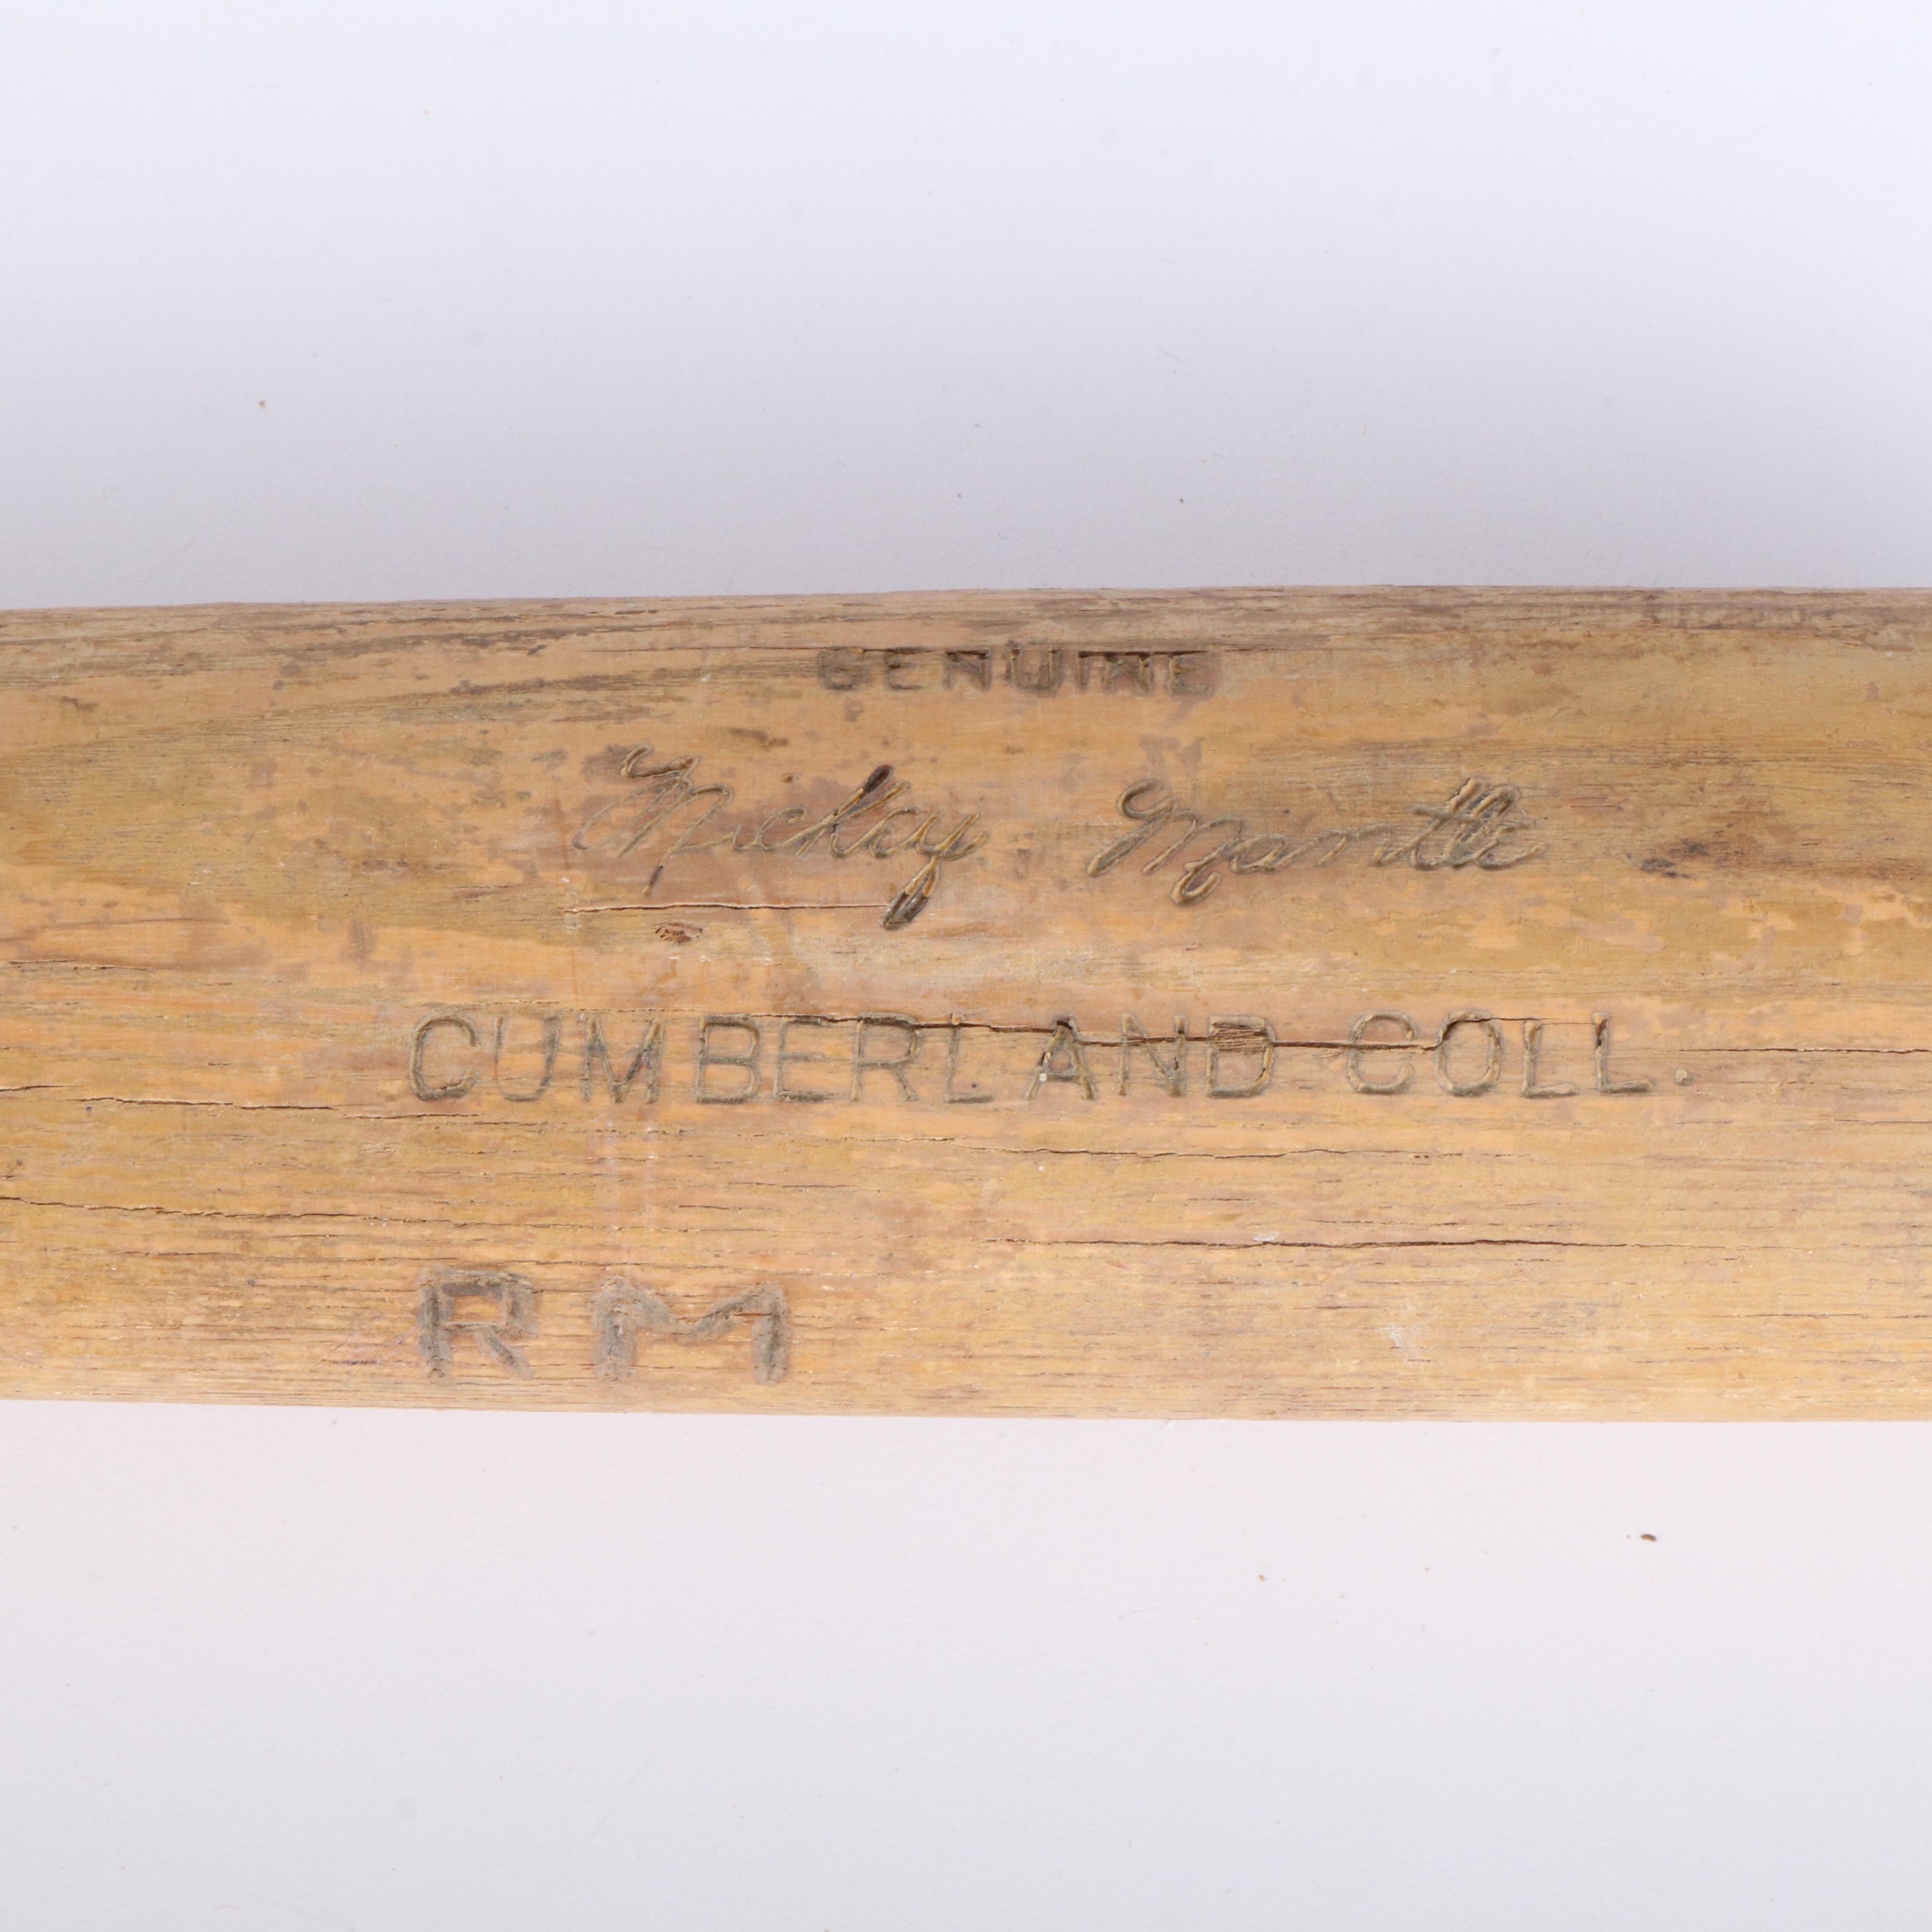 GENUINE
Mickey Mantle
CUMBERLAND COLL.
RM